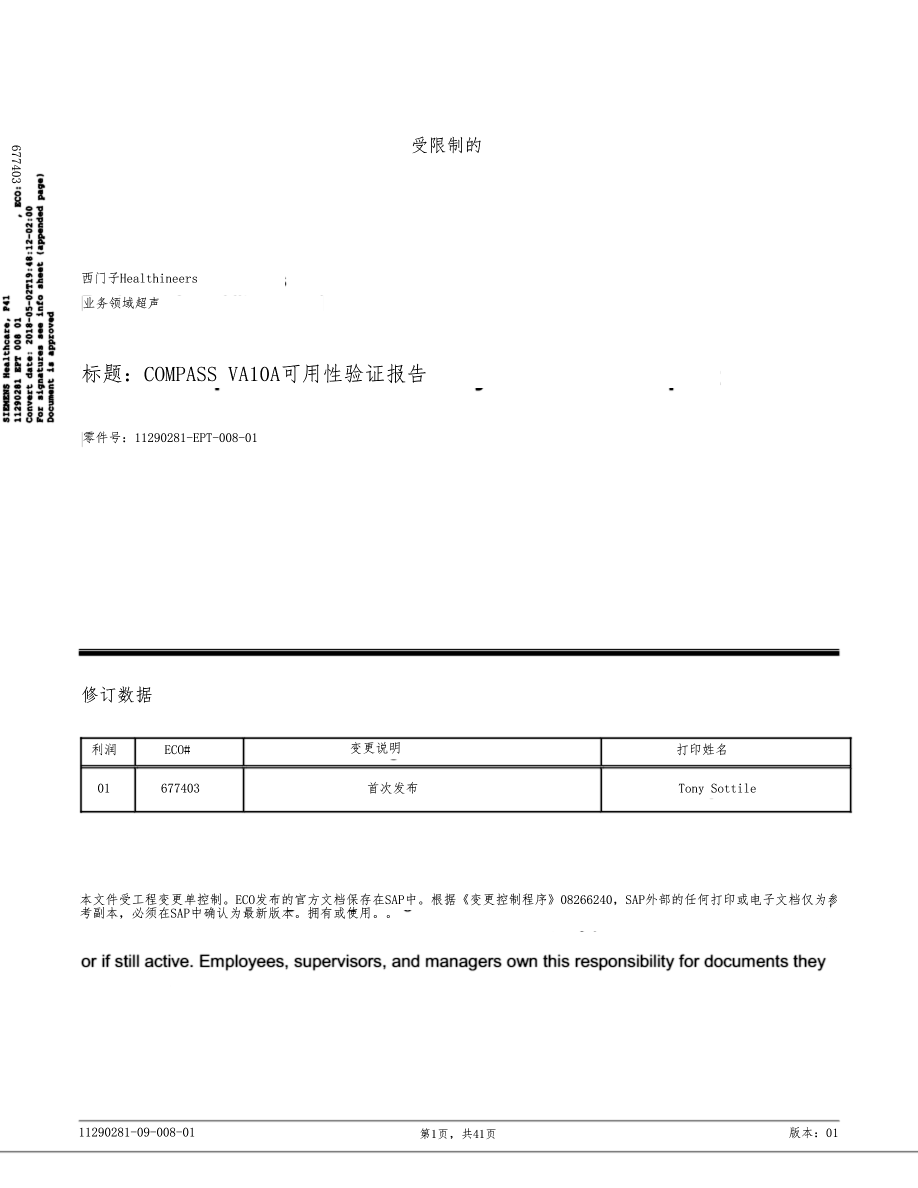 受限制的
677403
SIEMENS Healthcare, P41
11290281 EPT 008 01 , ECO:
Convert date: 2018-05-02T19:48:12-02:00
For signatures see info sheet (appended page)
Document is approved
西门子Healthineers
业务领域超声
标题：COMPASS VA10A可用性验证报告
零件号：11290281-EPT-008-01
修订数据
利润 ECO# 变更说明 打印姓名
01 677403 首次发布 Tony Sottile
本文件受工程变更单控制。ECO发布的官方文档保存在SAP中。根据《变更控制程序》08266240，SAP外部的任何打印或电子文档仅为参
考副本，必须在SAP中确认为最新版本。拥有或使用。。
or if still active. Employees, supervisors, and managers own this responsibility for documents they
11290281-09-008-01 第1页，共41页 版本：01